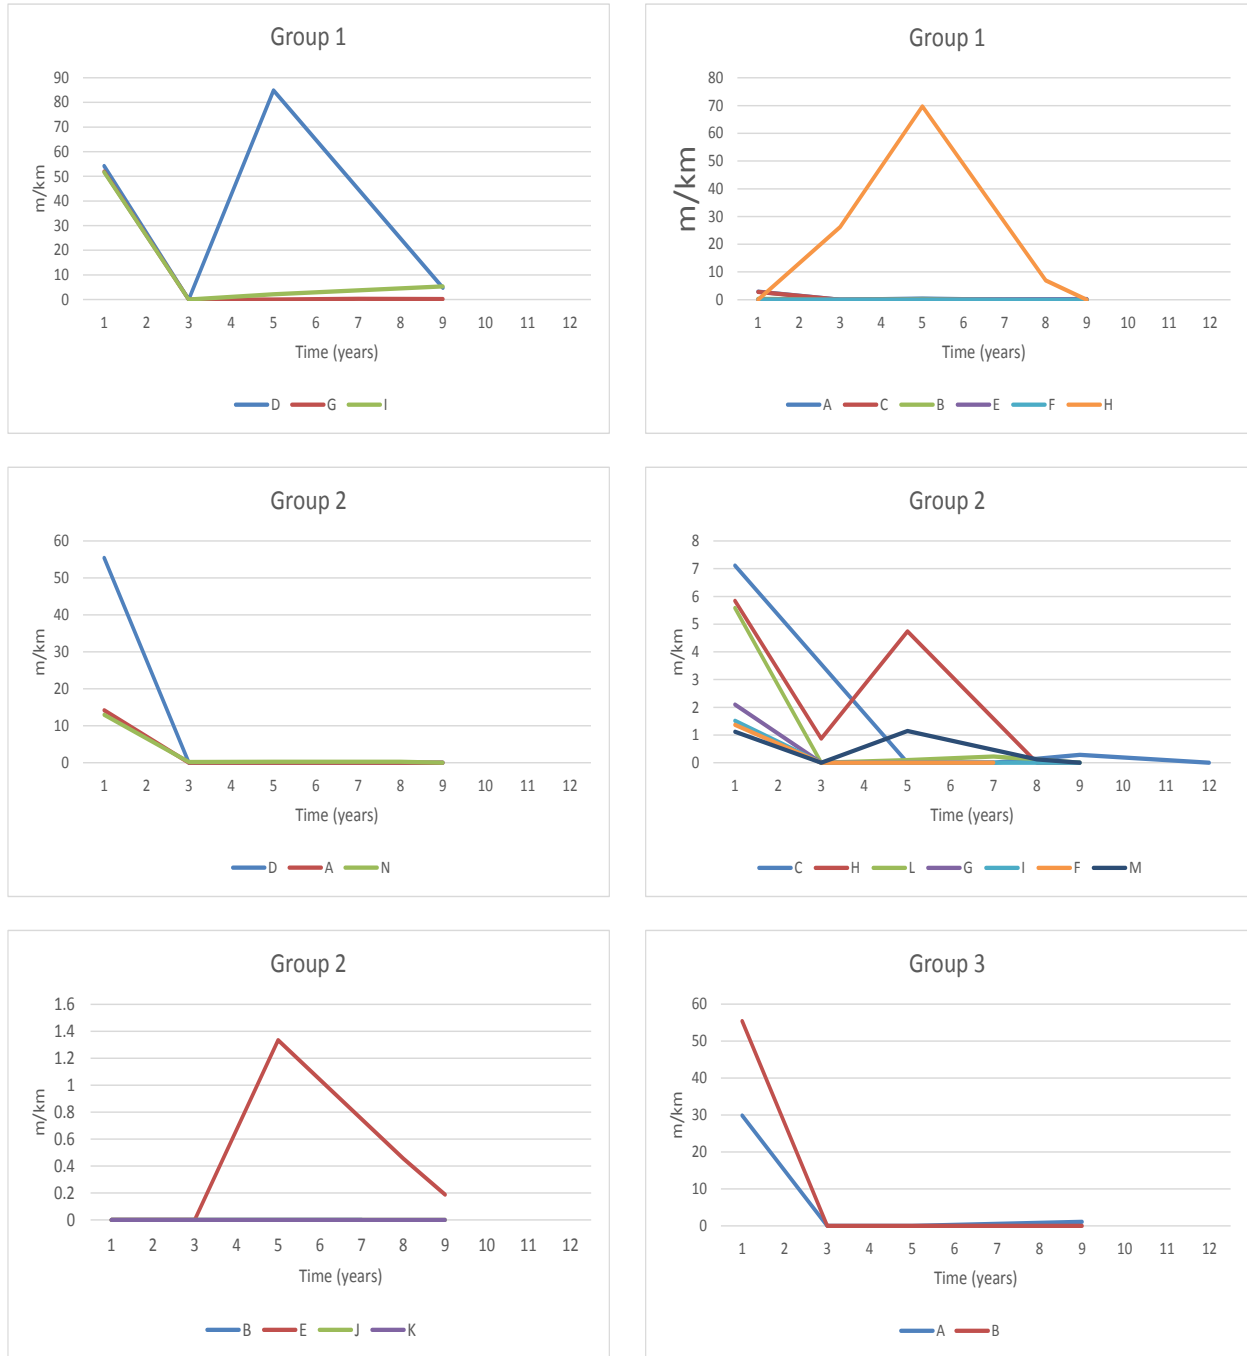 Group 1
90
80
70
60
50
40
30
20
10
0
m/km
1 2 3 4 5 6 7 8 9 10 11 12
Time (years)
D G I
Group 1
80
70
60
50
40
30
20
10
0
m/km
1 2 3 4 5 6 7 8 9 10 11 12
Time (years)
A C B E F H
Group 2
60
50
40
30
20
10
0
m/km
1 2 3 4 5 6 7 8 9 10 11 12
Time (years)
D A N
Group 2
8
7
6
5
4
3
2
1
0
m/km
1 2 3 4 5 6 7 8 9 10 11 12
Time (years)
C H L G I F M
Group 2
1.6
1.4
1.2
1
0.8
0.6
0.4
0.2
0
m/km
1 2 3 4 5 6 7 8 9 10 11 12
Time (years)
B E J K
Group 3
60
50
40
30
20
10
0
m/km
1 2 3 4 5 6 7 8 9 10 11 12
Time (years)
A B